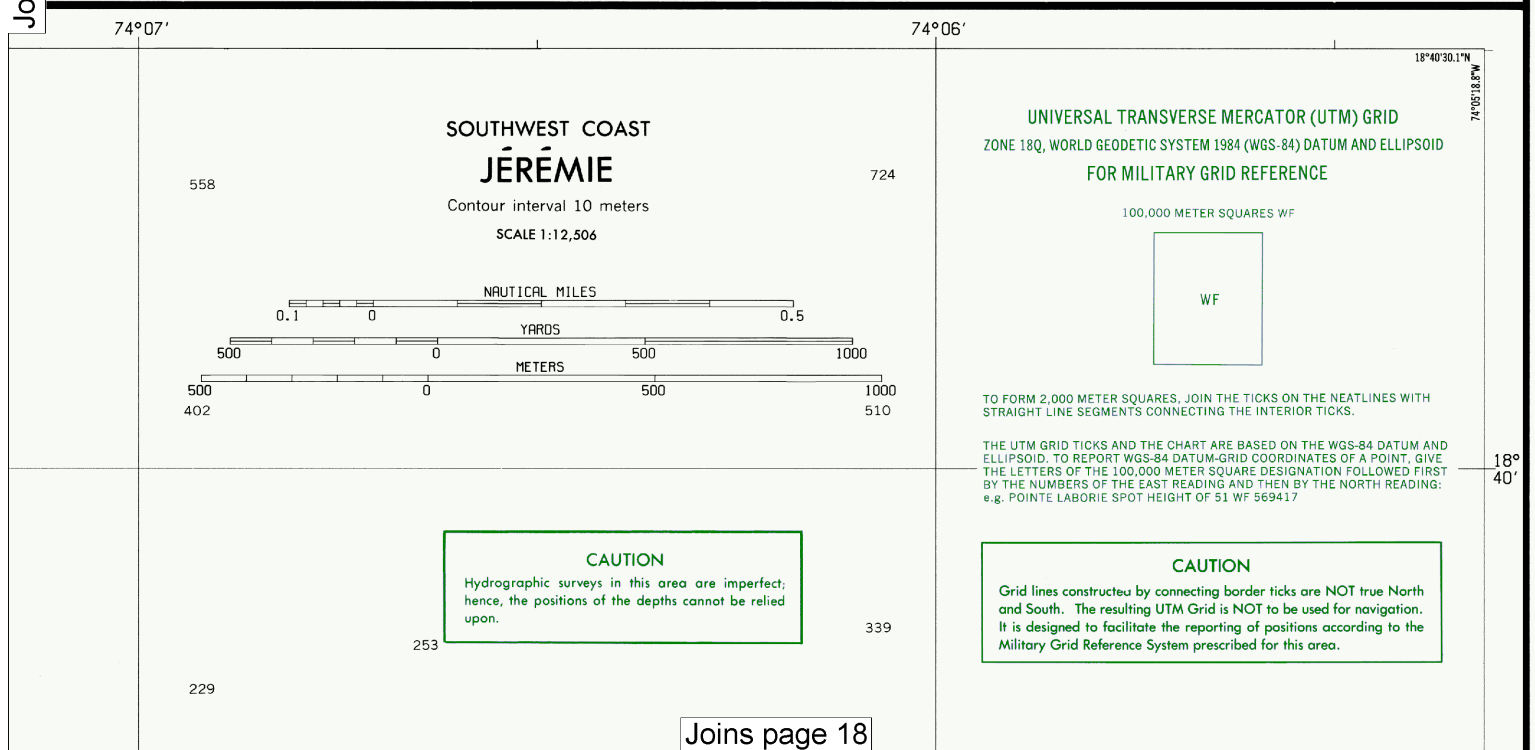 Jo
74°07′
74°06′
18°40′30.1"N
74°05′18.8"W
SOUTHWEST COAST
JÉRÉMIE
Contour interval 10 meters
SCALE 1:12,506
558
724
NAUTICAL MILES
0.1 0 0.5
YARDS
500 0 500 1000
METERS
500 0 500 1000
402
510
UNIVERSAL TRANSVERSE MERCATOR (UTM) GRID
ZONE 18Q, WORLD GEODETIC SYSTEM 1984 (WGS-84) DATUM AND ELLIPSOID
FOR MILITARY GRID REFERENCE
100,000 METER SQUARES WF
WF
TO FORM 2,000 METER SQUARES, JOIN THE TICKS ON THE NEATLINES WITH
STRAIGHT LINE SEGMENTS CONNECTING THE INTERIOR TICKS.
THE UTM GRID TICKS AND THE CHART ARE BASED ON THE WGS-84 DATUM AND
ELLIPSOID. TO REPORT WGS-84 DATUM-GRID COORDINATES OF A POINT, GIVE
THE LETTERS OF THE 100,000 METER SQUARE DESIGNATION FOLLOWED FIRST
BY THE NUMBERS OF THE EAST READING AND THEN BY THE NORTH READING:
e.g. POINTE LABORIE SPOT HEIGHT OF 51 WF 569417
18°
40′
CAUTION
Hydrographic surveys in this area are imperfect;
hence, the positions of the depths cannot be relied
upon.
253
339
229
CAUTION
Grid lines constructed by connecting border ticks are NOT true North
and South. The resulting UTM Grid is NOT to be used for navigation.
It is designed to facilitate the reporting of positions according to the
Military Grid Reference System prescribed for this area.
Joins page 18